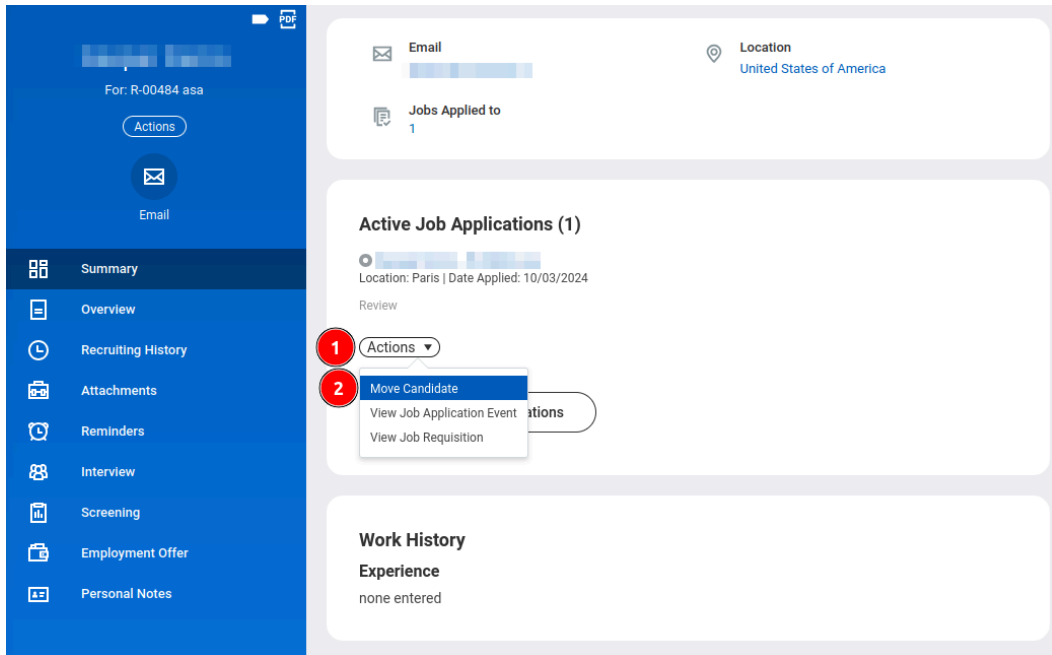 PDF
For: R-00484 asa
Actions
Email
Summary
Overview
Recruiting History
Attachments
Reminders
Interview
Screening
Employment Offer
Personal Notes
Email
Location
United States of America
Jobs Applied to
1
Active Job Applications (1)
Location: Paris | Date Applied: 10/03/2024
Review
1 Actions
2 Move Candidate
View Job Application Event
View Job Requisition
Work History
Experience
none entered